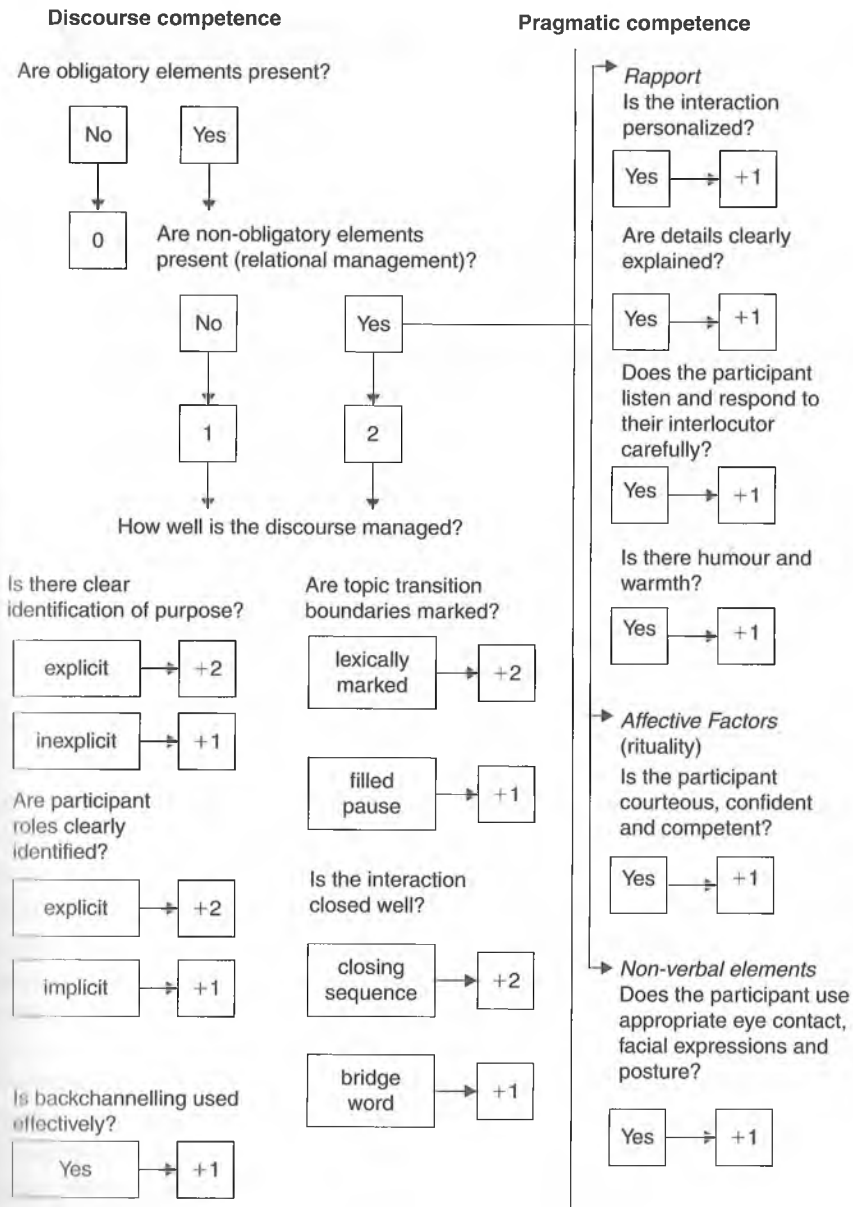 Discourse competence
Are obligatory elements present?
No
Yes
0
Are non-obligatory elements
present (relational management)?
No
Yes
1
2
How well is the discourse managed?
Is there clear
identification of purpose?
explicit
+2
inexplicit
+1
Are participant
roles clearly
identified?
explicit
+2
implicit
+1
Is backchannelling used
effectively?
Yes
+1
Are topic transition
boundaries marked?
lexically
marked
+2
filled
pause
+1
Is the interaction
closed well?
closing
sequence
+2
bridge
word
+1
Pragmatic competence
Rapport
Is the interaction
personalized?
Yes
+1
Are details clearly
explained?
Yes
+1
Does the participant
listen and respond to
their interlocutor
carefully?
Yes
+1
Is there humour and
warmth?
Yes
+1
Affective Factors
(rituality)
Is the participant
courteous, confident
and competent?
Yes
+1
Non-verbal elements
Does the participant use
appropriate eye contact,
facial expressions and
posture?
Yes
+1